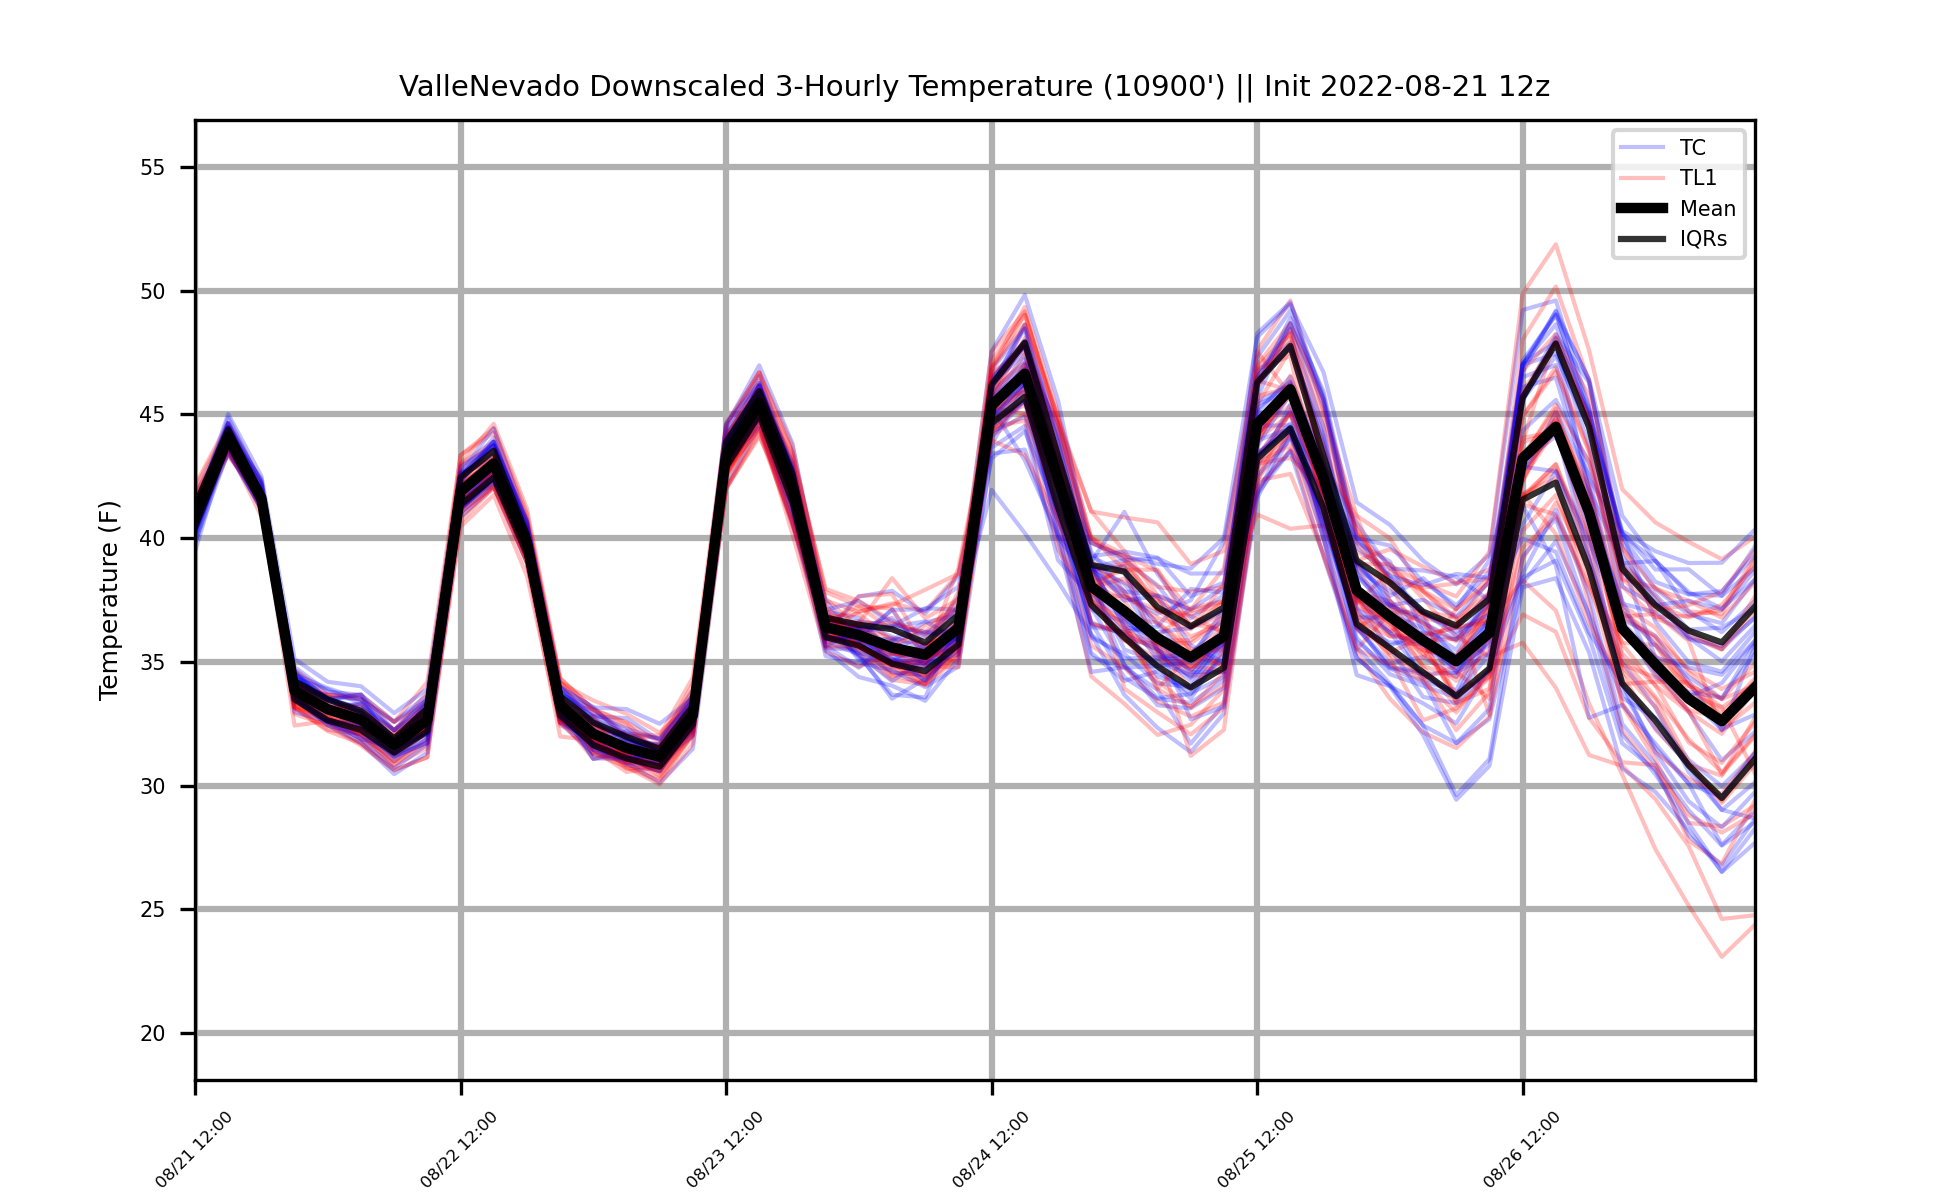 ValleNevado Downscaled 3-Hourly Temperature (10900') || Init 2022-08-21 12z
TC
TL1
Mean
IQRs
Temperature (F)
55
50
45
40
35
30
25
20
08/21 12:00
08/22 12:00
08/23 12:00
08/24 12:00
08/25 12:00
08/26 12:00